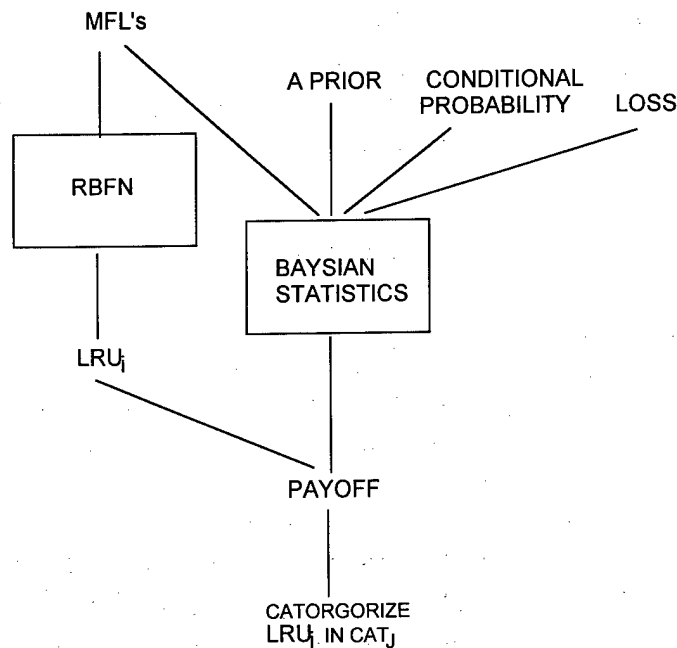 MFL's
A PRIOR
CONDITIONAL
PROBABILITY
LOSS
RBFN
BAYSIAN
STATISTICS
LRUi
PAYOFF
CATORGORIZE
LRUi IN CATJ